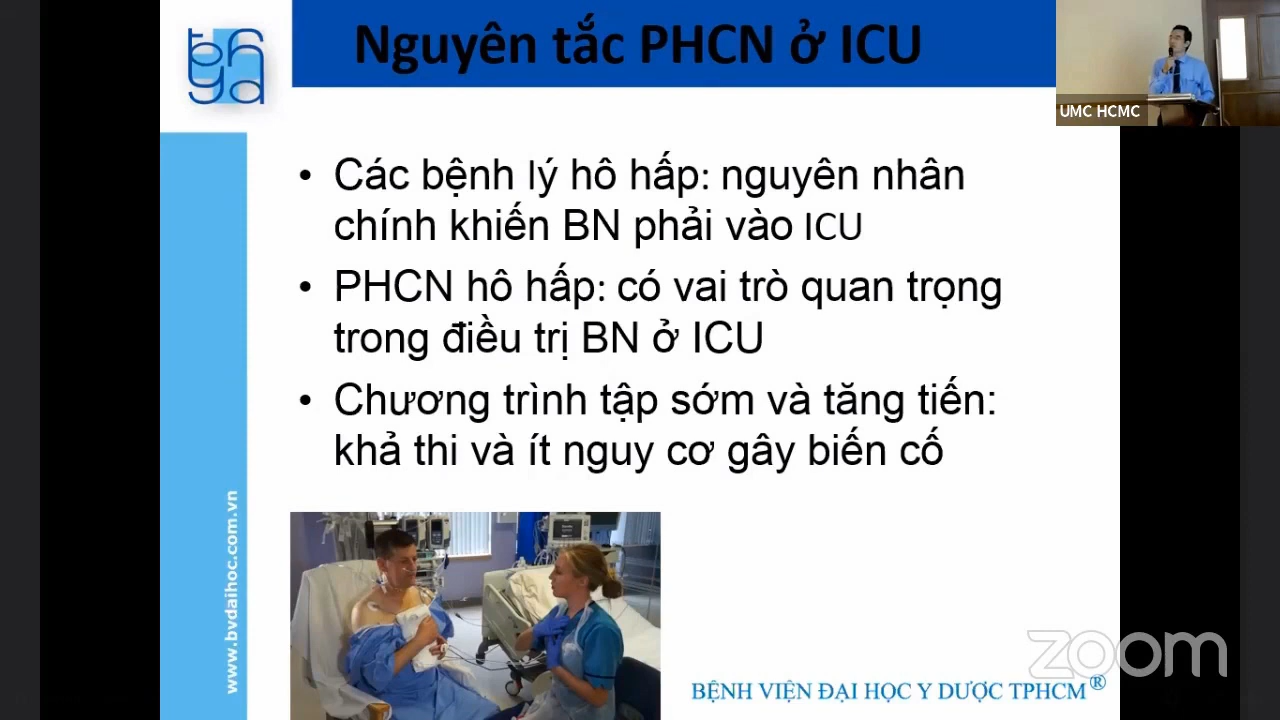 bh
yd
Nguyên tắc PHCN ở ICU
UMC HCMC
• Các bệnh lý hô hấp: nguyên nhân
chính khiến BN phải vào ICU
• PHCN hô hấp: có vai trò quan trọng
trong điều trị BN ở ICU
• Chương trình tập sớm và tăng tiến:
khả thi và ít nguy cơ gây biến cố
www.bvdaihoc.com.vn
zoom
BỆNH VIỆN ĐẠI HỌC Y DƯỢC TPHCM®